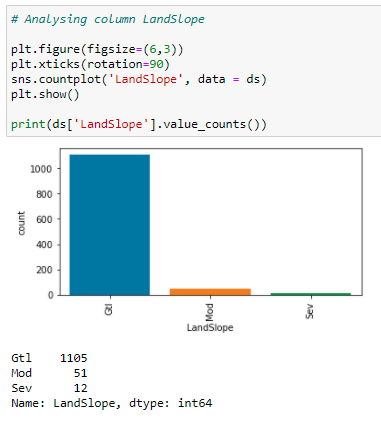 # Analysing column LandSlope
plt.figure(figsize=(6,3))
plt.xticks(rotation=90)
sns.countplot('LandSlope', data = ds)
plt.show()
print(ds['LandSlope'].value_counts())
1000
800
600
400
200
0
count
Gtl
Mod
Sev
LandSlope
Gtl    1105
Mod      51
Sev      12
Name: LandSlope, dtype: int64